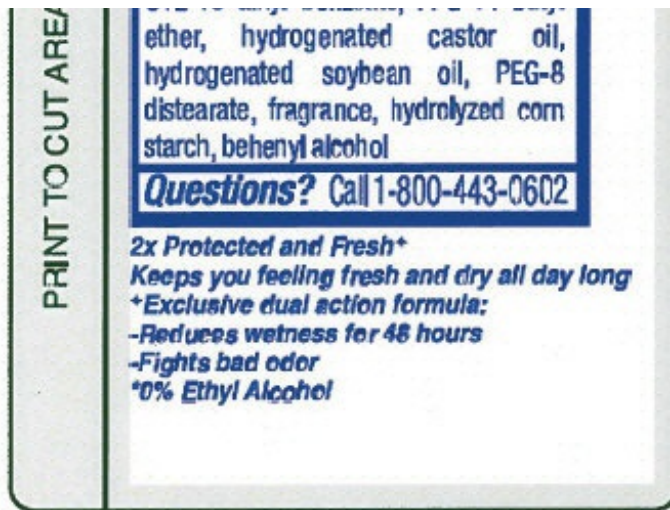 ether, hydrogenated castor oil,
hydrogenated soybean oil, PEG-8
distearate, fragrance, hydrolyzed corn
starch, behenyl alcohol
Questions? Call 1-800-443-0602
2x Protected and Fresh+
Keeps you feeling fresh and dry all day long
+Exclusive dual action formula:
-Reduces wetness for 48 hours
-Fights bad odor
*0% Ethyl Alcohol
PRINT TO CUT AREA